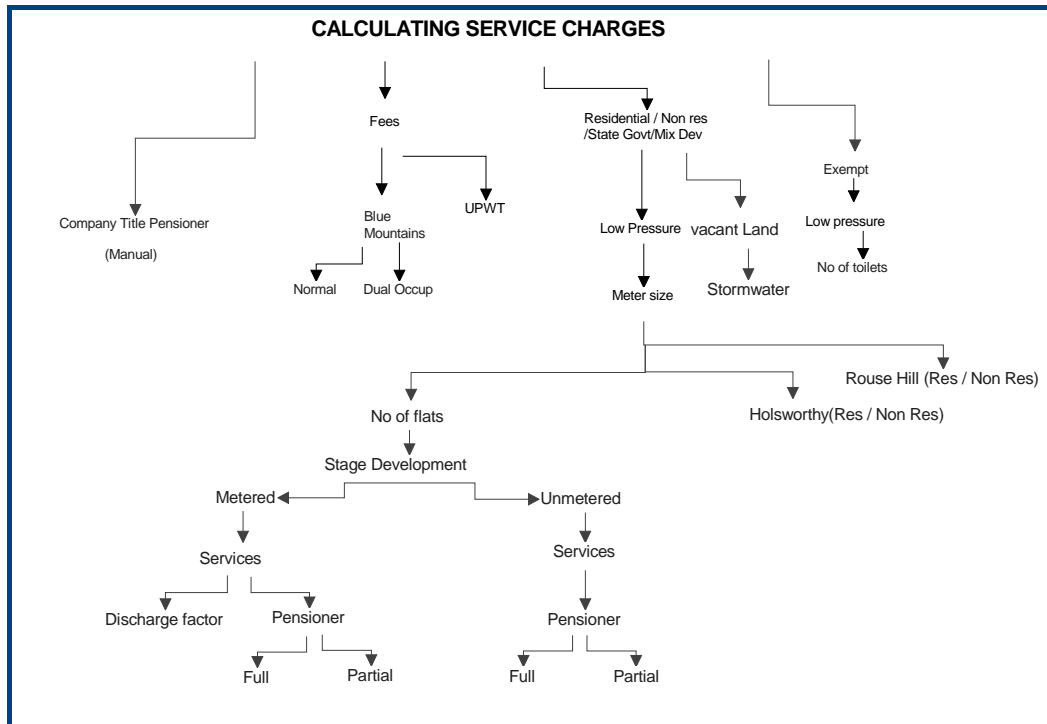 CALCULATING SERVICE CHARGES
Fees
Residential / Non res
/State Govt/Mix Dev
Exempt
Company Title Pensioner
(Manual)
Blue
Mountains
UPWT
Low Pressure
vacant Land
Low pressure
No of toilets
Normal
Dual Occup
Meter size
Stormwater
Rouse Hill (Res / Non Res)
Holsworthy(Res / Non Res)
No of flats
Stage Development
Metered
Unmetered
Services
Services
Discharge factor
Pensioner
Pensioner
Full
Partial
Full
Partial